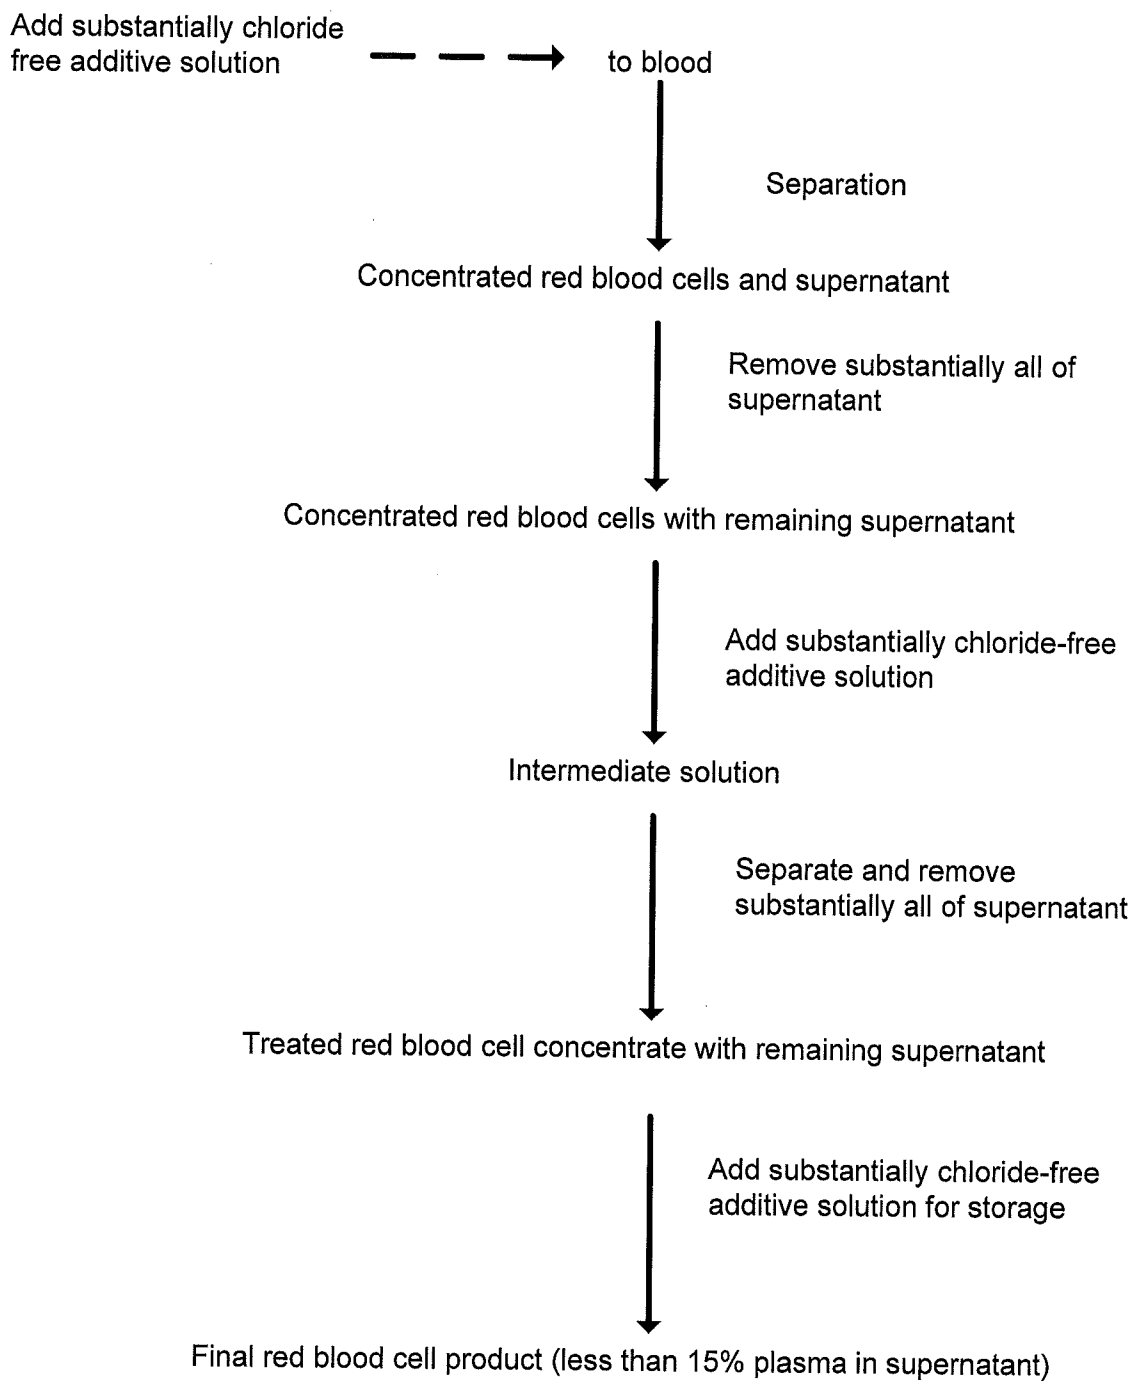 Add substantially chloride
free additive solution
to blood
Separation
Concentrated red blood cells and supernatant
Remove substantially all of
supernatant
Concentrated red blood cells with remaining supernatant
Add substantially chloride-free
additive solution
Intermediate solution
Separate and remove
substantially all of supernatant
Treated red blood cell concentrate with remaining supernatant
Add substantially chloride-free
additive solution for storage
Final red blood cell product (less than 15% plasma in supernatant)